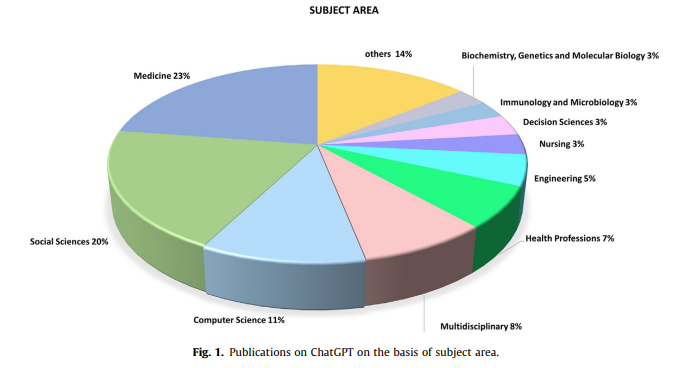 SUBJECT AREA
others 14%
Biochemistry, Genetics and Molecular Biology 3%
Medicine 23%
Immunology and Microbiology 3%
Decision Sciences 3%
Nursing 3%
Engineering 5%
Health Professions 7%
Social Sciences 20%
Computer Science 11%
Multidisciplinary 8%
Fig. 1. Publications on ChatGPT on the basis of subject area.